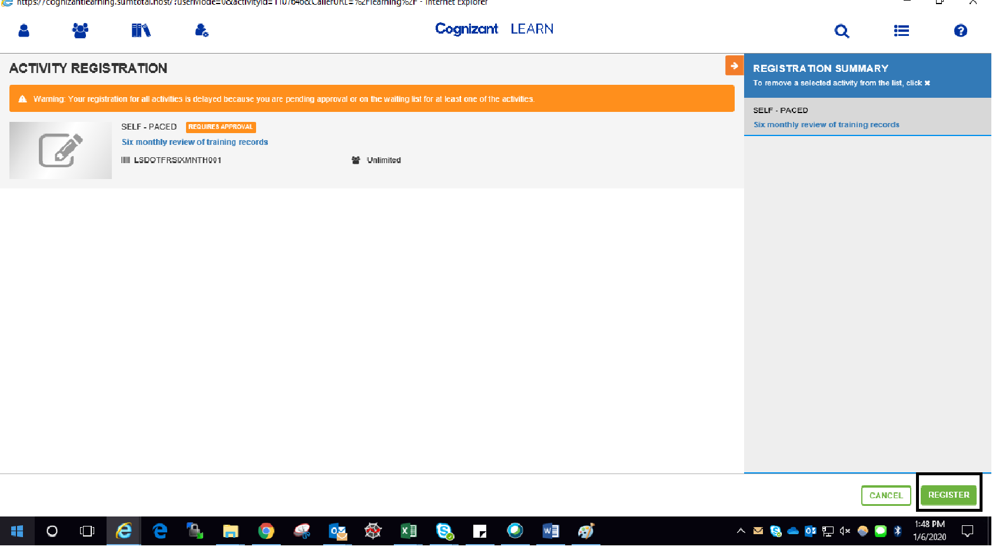 https://cognizantlearning.sumtotal.host/?userMode=0&activityId=1107646&CallerURL=%2Flearning%2F - Internet Explorer
Cognizant LEARN
ACTIVITY REGISTRATION
Warning: Your registration for all activities is delayed because you are pending approval or on the waiting list for at least one of the activities.
SELF - PACED REQUIRES APPROVAL
Six monthly review of training records
LSDOTFRSIXMNTH001 Unlimited
REGISTRATION SUMMARY
To remove a selected activity from the list, click ✖
SELF - PACED
Six monthly review of training records
CANCEL REGISTER
1:48 PM
1/6/2020